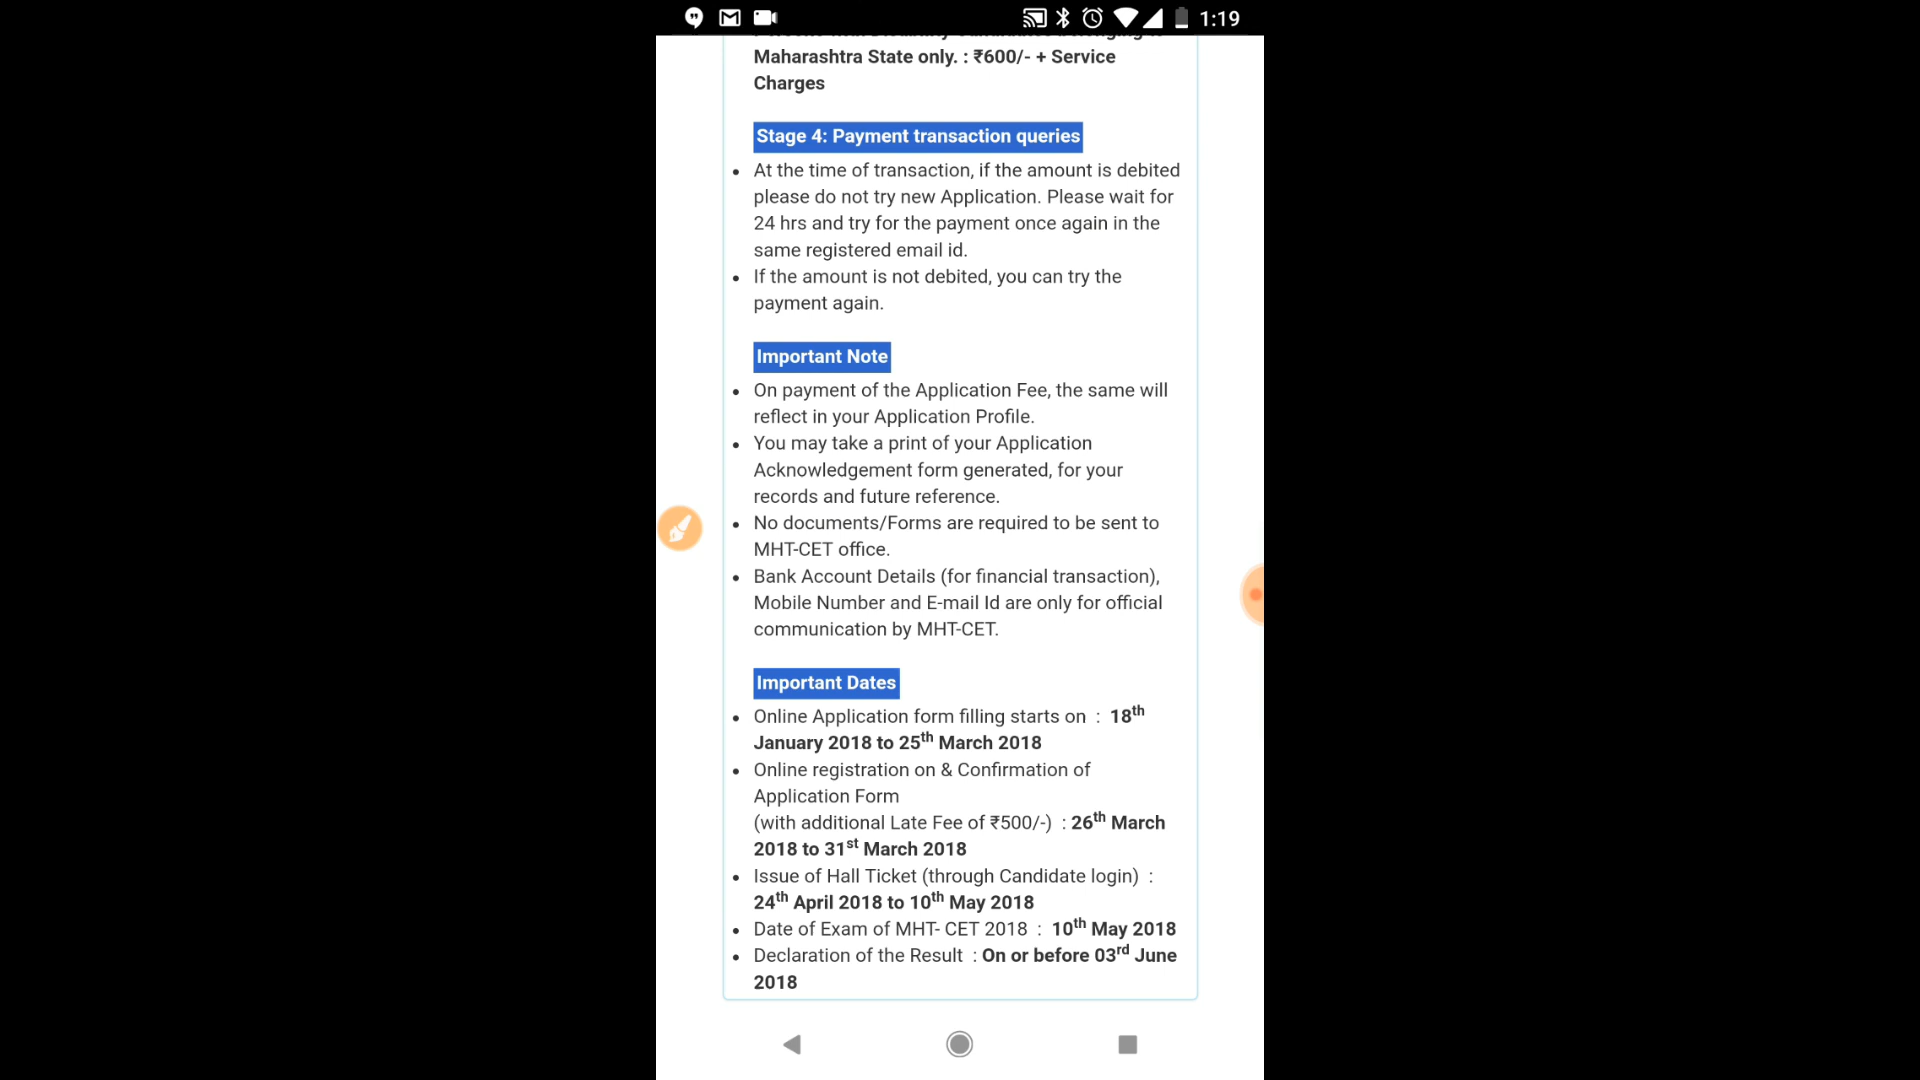 1:19
Maharashtra State only. : ₹600/- + Service
Charges
Stage 4: Payment transaction queries
• At the time of transaction, if the amount is debited
please do not try new Application. Please wait for
24 hrs and try for the payment once again in the
same registered email id.
• If the amount is not debited, you can try the
payment again.
Important Note
• On payment of the Application Fee, the same will
reflect in your Application Profile.
• You may take a print of your Application
Acknowledgement form generated, for your
records and future reference.
• No documents/Forms are required to be sent to
MHT-CET office.
• Bank Account Details (for financial transaction),
Mobile Number and E-mail Id are only for official
communication by MHT-CET.
Important Dates
• Online Application form filling starts on : 18th
January 2018 to 25th March 2018
• Online registration on & Confirmation of
Application Form
(with additional Late Fee of ₹500/-) : 26th March
2018 to 31st March 2018
• Issue of Hall Ticket (through Candidate login) :
24th April 2018 to 10th May 2018
• Date of Exam of MHT- CET 2018 : 10th May 2018
• Declaration of the Result : On or before 03rd June
2018